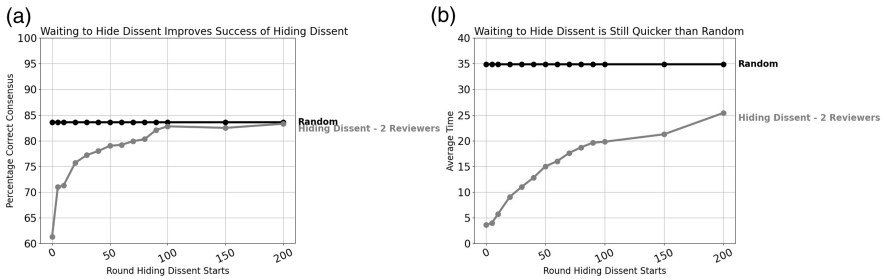 (a)
Waiting to Hide Dissent Improves Success of Hiding Dissent
Percentage Correct Consensus
100
95
90
85
80
75
70
65
60
0
50
100
150
200
Round Hiding Dissent Starts
Random
Hiding Dissent - 2 Reviewers
(b)
Waiting to Hide Dissent is Still Quicker than Random
Average Time
40
35
30
25
20
15
10
5
0
0
50
100
150
200
Round Hiding Dissent Starts
Random
Hiding Dissent - 2 Reviewers